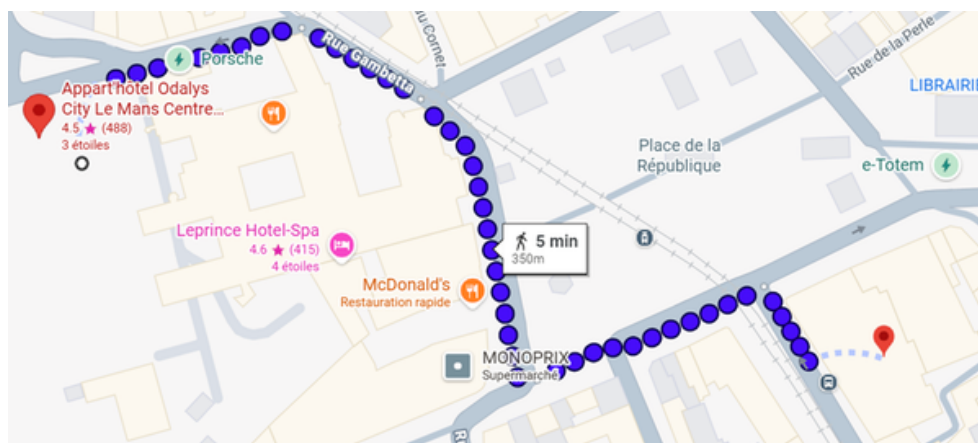 u Cornet
Rue de la Perle
Rue Gambetta
Porsche
LIBRAIRIE
Appart'hôtel Odalys
City Le Mans Centre...
4.5 ★ (488)
3 étoiles
Place de la
République
e-Totem
Leprince Hotel-Spa
4.6 ★ (415)
4 étoiles
5 min
350m
McDonald's
Restauration rapide
MONOPRIX
Supermarché
R